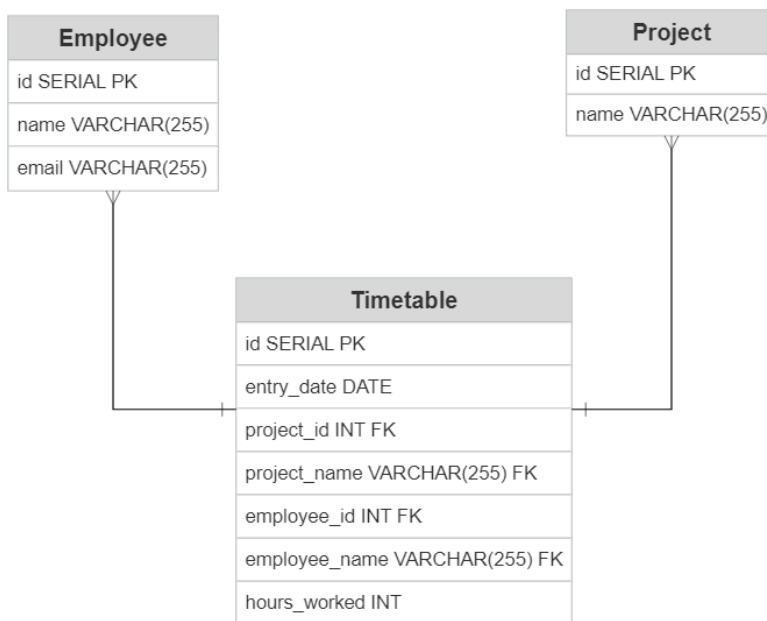 Employee
id SERIAL PK
name VARCHAR(255)
email VARCHAR(255)
Project
id SERIAL PK
name VARCHAR(255)
Timetable
id SERIAL PK
entry_date DATE
project_id INT FK
project_name VARCHAR(255) FK
employee_id INT FK
employee_name VARCHAR(255) FK
hours_worked INT